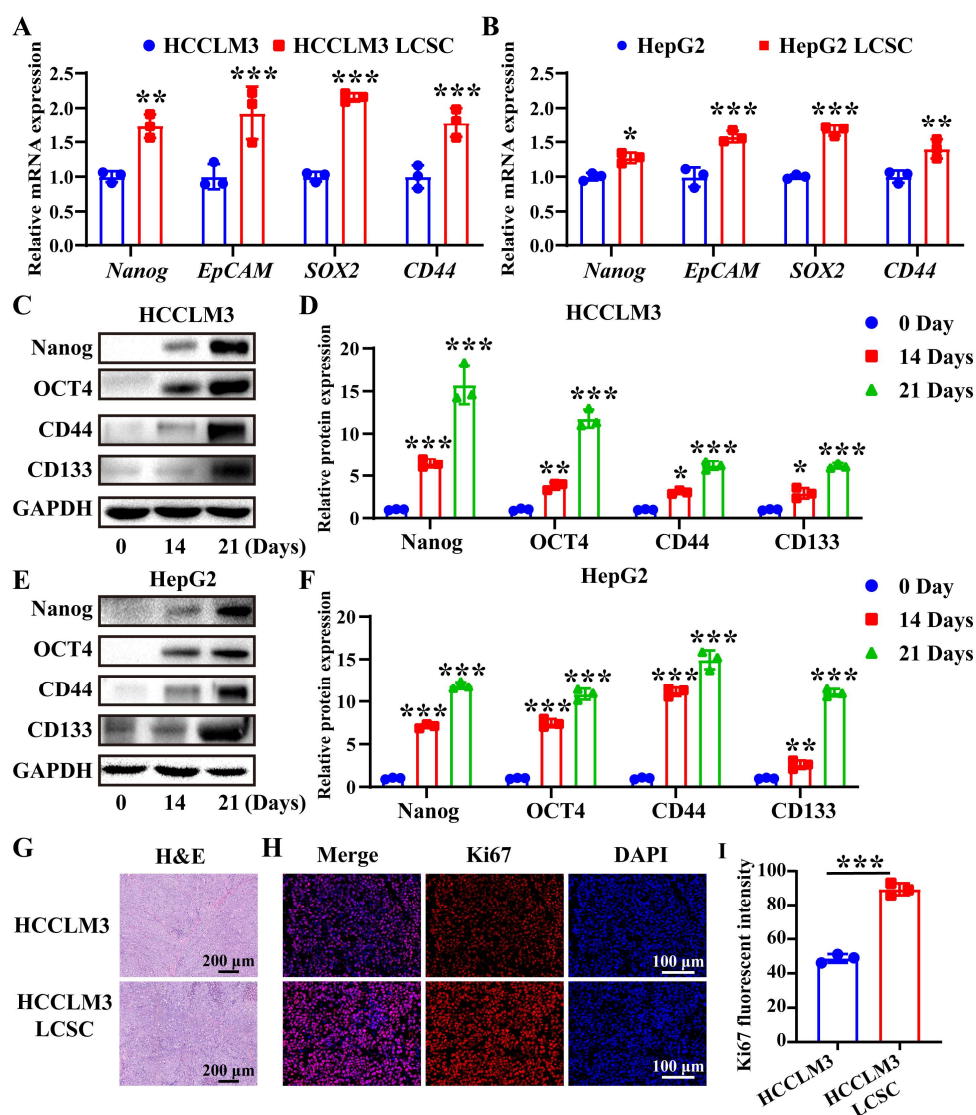 A
HCCLM3 HCCLM3 LCSC
Relative mRNA expression
2.5
2.0
1.5
1.0
0.5
0.0
** *** *** ***
Nanog EpCAM SOX2 CD44
B
HepG2 HepG2 LCSC
Relative mRNA expression
2.5
2.0
1.5
1.0
0.5
0.0
* *** *** **
Nanog EpCAM SOX2 CD44
C
HCCLM3
Nanog
OCT4
CD44
CD133
GAPDH
0 14 21 (Days)
D
HCCLM3
0 Day
14 Days
21 Days
Relative protein expression
20
15
10
5
0
*** *** ** *** * *** * ***
Nanog OCT4 CD44 CD133
E
HepG2
Nanog
OCT4
CD44
CD133
GAPDH
0 14 21 (Days)
F
HepG2
0 Day
14 Days
21 Days
Relative protein expression
20
15
10
5
0
*** *** *** *** *** *** ** ***
Nanog OCT4 CD44 CD133
G
H&E
HCCLM3
200 µm
HCCLM3
LCSC
200 µm
H
Merge Ki67 DAPI
100 µm
100 µm
I
Ki67 fluorescent intensity
100
80
60
40
20
0
***
HCCLM3
HCCLM3
LCSC